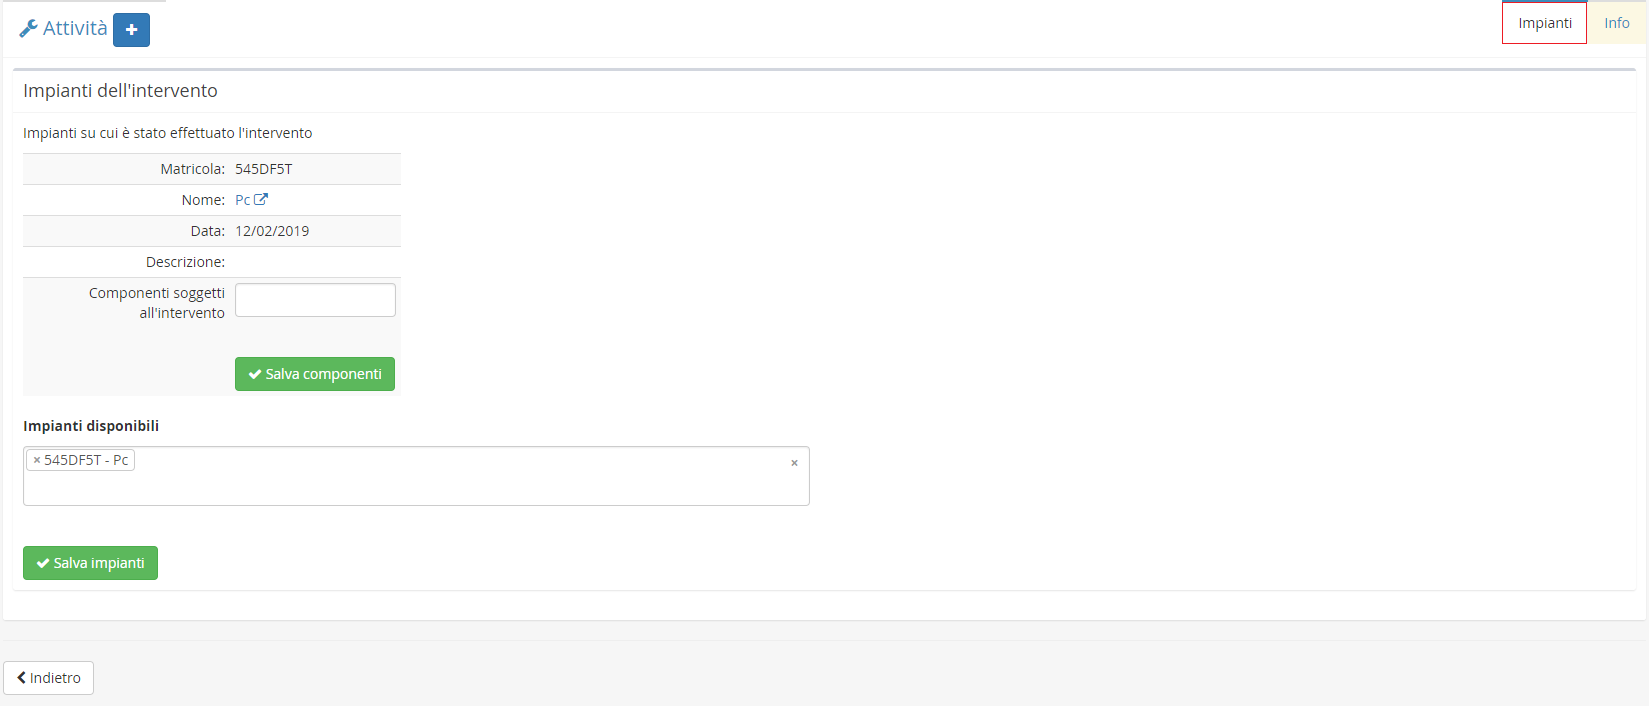 Attività
Impianti
Info
Impianti dell'intervento
Impianti su cui è stato effettuato l'intervento
Matricola: 545DF5T
Nome: Pc
Data: 12/02/2019
Descrizione:
Componenti soggetti
all'intervento
Salva componenti
Impianti disponibili
× 545DF5T - Pc ×
Salva impianti
Indietro